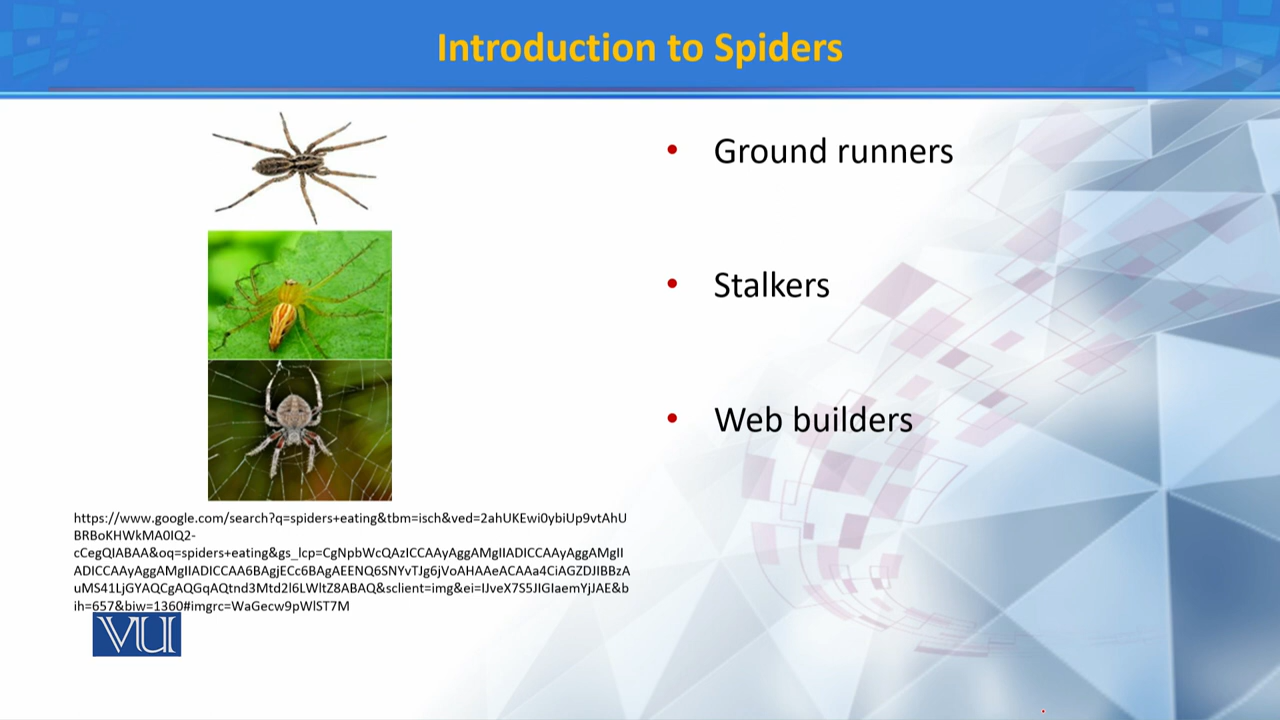 Introduction to Spiders
• Ground runners
• Stalkers
• Web builders
https://www.google.com/search?q=spiders+eating&tbm=isch&ved=2ahUKEwi0ybiUp9vtAhU
BRBoKHWkMA0IQ2-
cCegQIABAA&oq=spiders+eating&gs_lcp=CgNpbWcQAzICCAAyAggAMgIIADICCAAyAggAMgII
ADICCAAyAggAMgIIADICCAA6BAgjECc6BAgAEENQ6SNYvTJg6jVoAHAAeACAAa4CiAGZDJIBBzA
uMS41LjGYAQCgAQGqAQtnd3Mtd2l6LWltZ8ABAQ&sclient=img&ei=IJveX7S5JIGIaemYjJAE&b
ih=657&biw=1360#imgrc=WaGecw9pWlST7M
VU